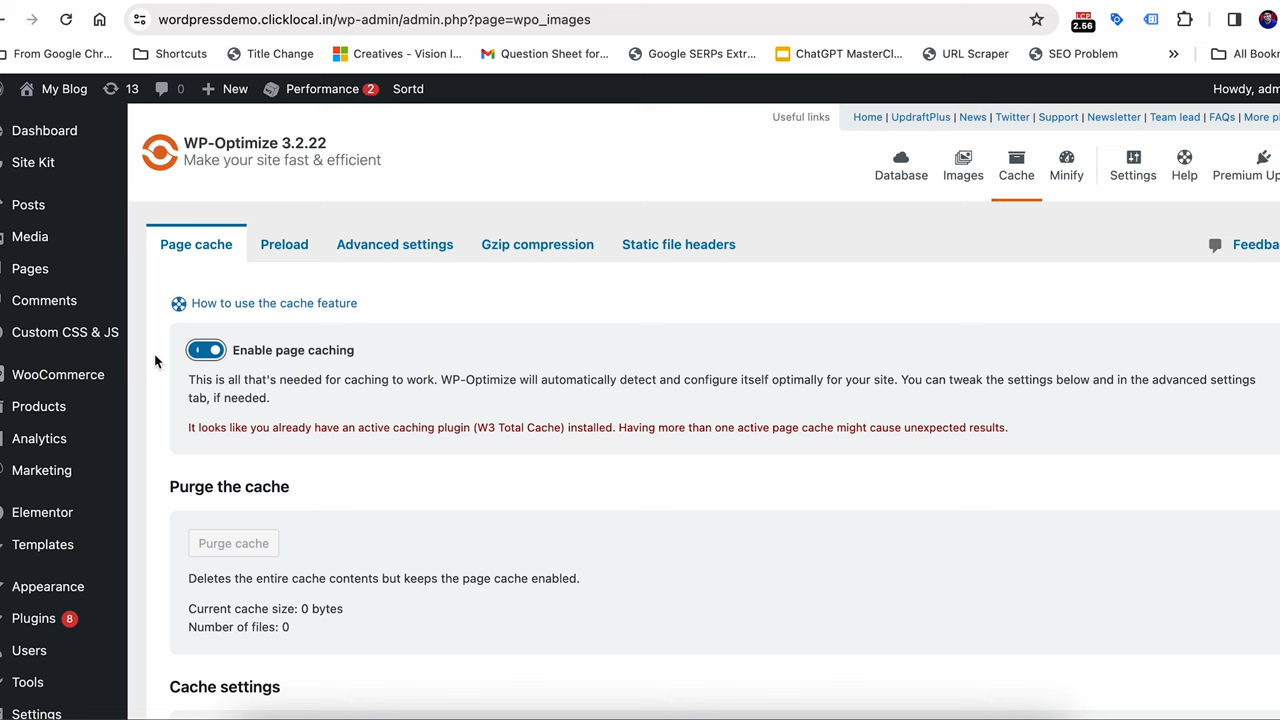 wordpressdemo.clicklocal.in/wp-admin/admin.php?page=wpo_images
LCP
2.56
From Google Chr...
Shortcuts
Title Change
Creatives - Vision I...
Question Sheet for...
Google SERPs Extr...
ChatGPT MasterCl...
URL Scraper
SEO Problem
»
All Bookm
My Blog
13
0
New
Performance 2
Sortd
Howdy, adm
Dashboard
Site Kit
Posts
Media
Pages
Comments
Custom CSS & JS
WooCommerce
Products
Analytics
Marketing
Elementor
Templates
Appearance
Plugins 8
Users
Tools
Settings
WP-Optimize 3.2.22
Make your site fast & efficient
Useful links
Home | UpdraftPlus | News | Twitter | Support | Newsletter | Team lead | FAQs | More pl
Database
Images
Cache
Minify
Settings
Help
Premium Up
Page cache
Preload
Advanced settings
Gzip compression
Static file headers
Feedba
How to use the cache feature
Enable page caching
This is all that's needed for caching to work. WP-Optimize will automatically detect and configure itself optimally for your site. You can tweak the settings below and in the advanced settings
tab, if needed.
It looks like you already have an active caching plugin (W3 Total Cache) installed. Having more than one active page cache might cause unexpected results.
Purge the cache
Purge cache
Deletes the entire cache contents but keeps the page cache enabled.
Current cache size: 0 bytes
Number of files: 0
Cache settings